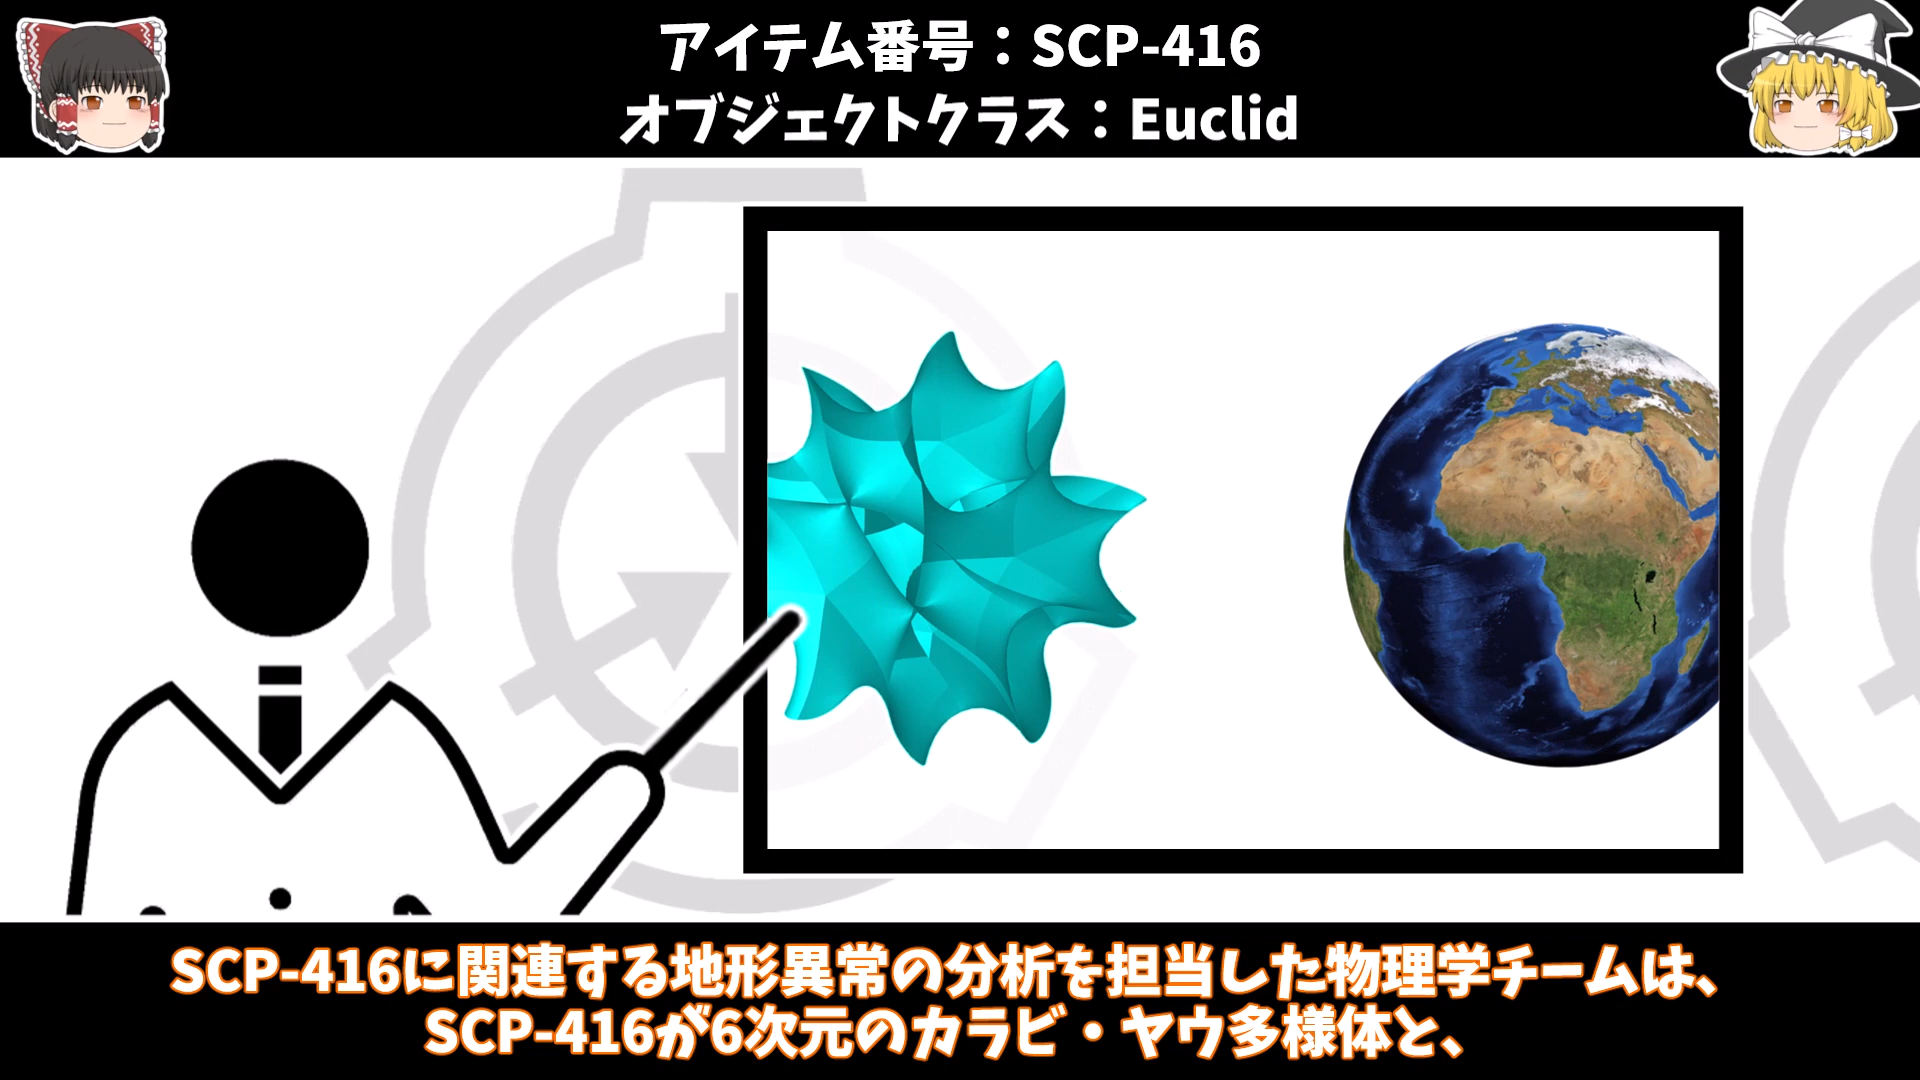 アイテム番号：SCP-416
オブジェクトクラス：Euclid
SCP-416に関連する地形異常の分析を担当した物理学チームは、
SCP-416が6次元のカラビ・ヤウ多様体と、